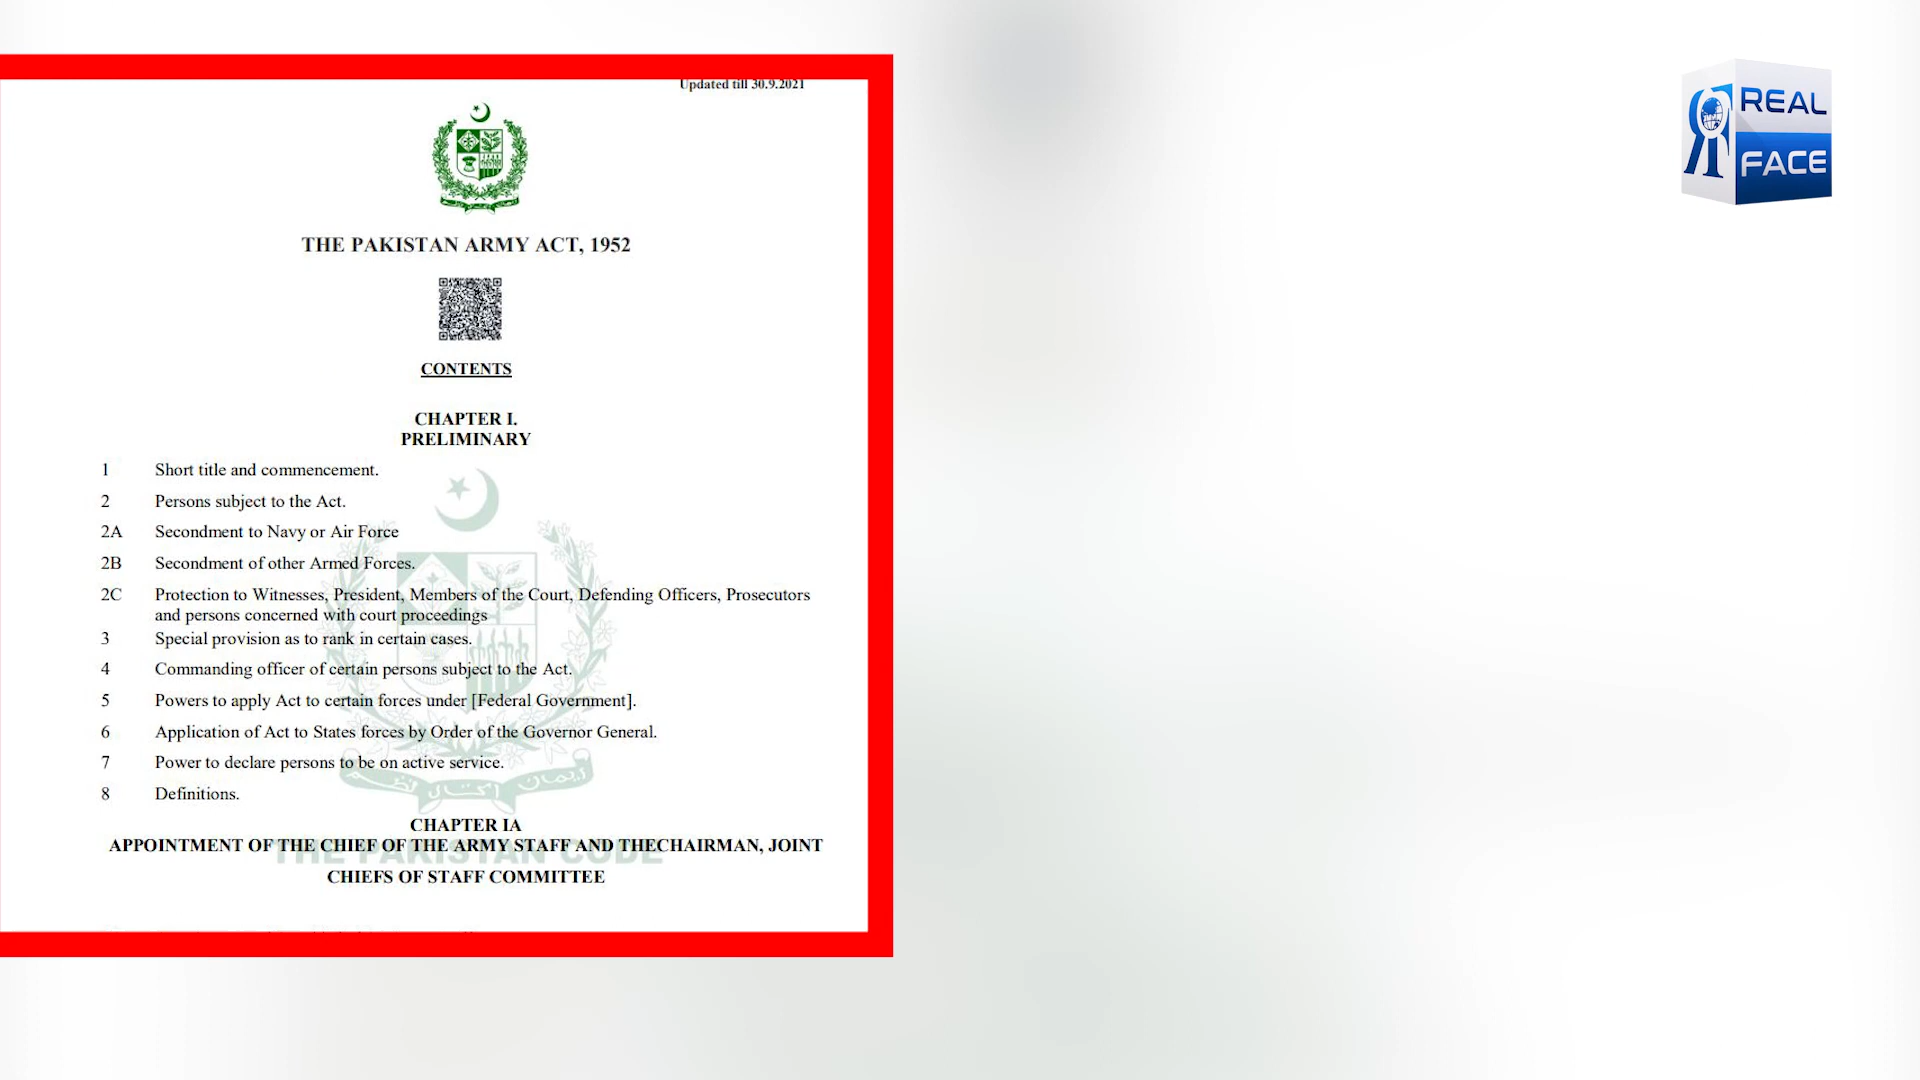 Updated till 30.9.2021
THE PAKISTAN ARMY ACT, 1952
CONTENTS
CHAPTER I.
PRELIMINARY
1 Short title and commencement.
2 Persons subject to the Act.
2A Secondment to Navy or Air Force
2B Secondment of other Armed Forces.
2C Protection to Witnesses, President, Members of the Court, Defending Officers, Prosecutors
and persons concerned with court proceedings
3 Special provision as to rank in certain cases.
4 Commanding officer of certain persons subject to the Act.
5 Powers to apply Act to certain forces under [Federal Government].
6 Application of Act to States forces by Order of the Governor General.
7 Power to declare persons to be on active service.
8 Definitions.
CHAPTER IA
APPOINTMENT OF THE CHIEF OF THE ARMY STAFF AND THECHAIRMAN, JOINT
THE PAKISTAN CODE
CHIEFS OF STAFF COMMITTEE
REAL
FACE